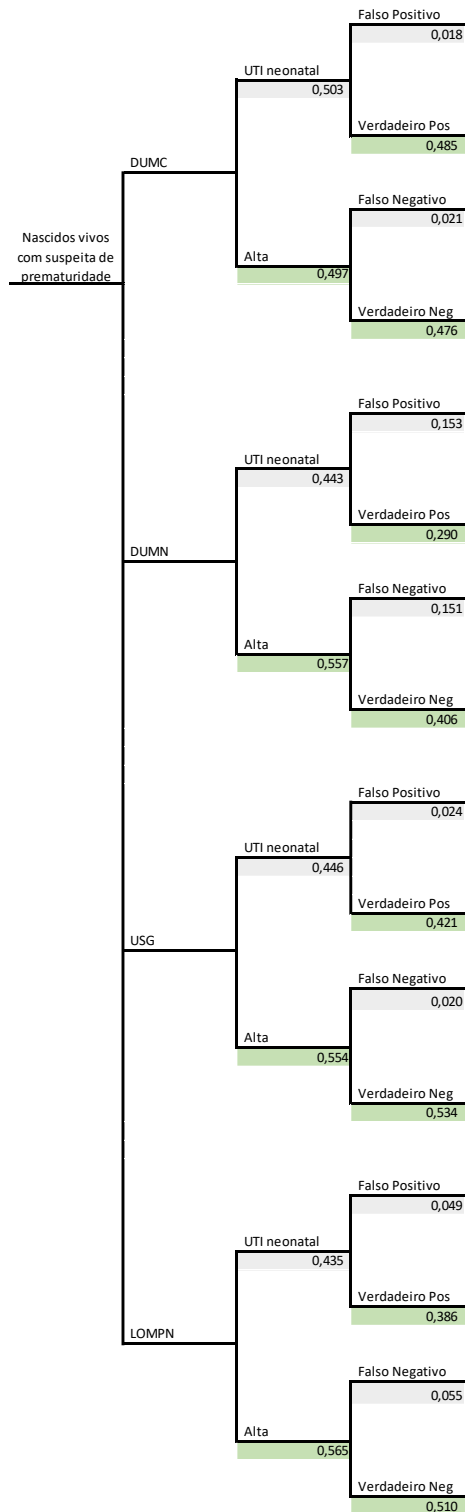 Falso Positivo
0,018
UTI neonatal
0,503
Verdadeiro Pos
0,485
DUMC
Falso Negativo
0,021
Nascidos vivos
com suspeita de
prematuridade
Alta
0,497
Verdadeiro Neg
0,476
Falso Positivo
0,153
UTI neonatal
0,443
Verdadeiro Pos
0,290
DUMN
Falso Negativo
0,151
Alta
0,557
Verdadeiro Neg
0,406
Falso Positivo
0,024
UTI neonatal
0,446
Verdadeiro Pos
0,421
USG
Falso Negativo
0,020
Alta
0,554
Verdadeiro Neg
0,534
Falso Positivo
0,049
UTI neonatal
0,435
Verdadeiro Pos
0,386
LOMPN
Falso Negativo
0,055
Alta
0,565
Verdadeiro Neg
0,510